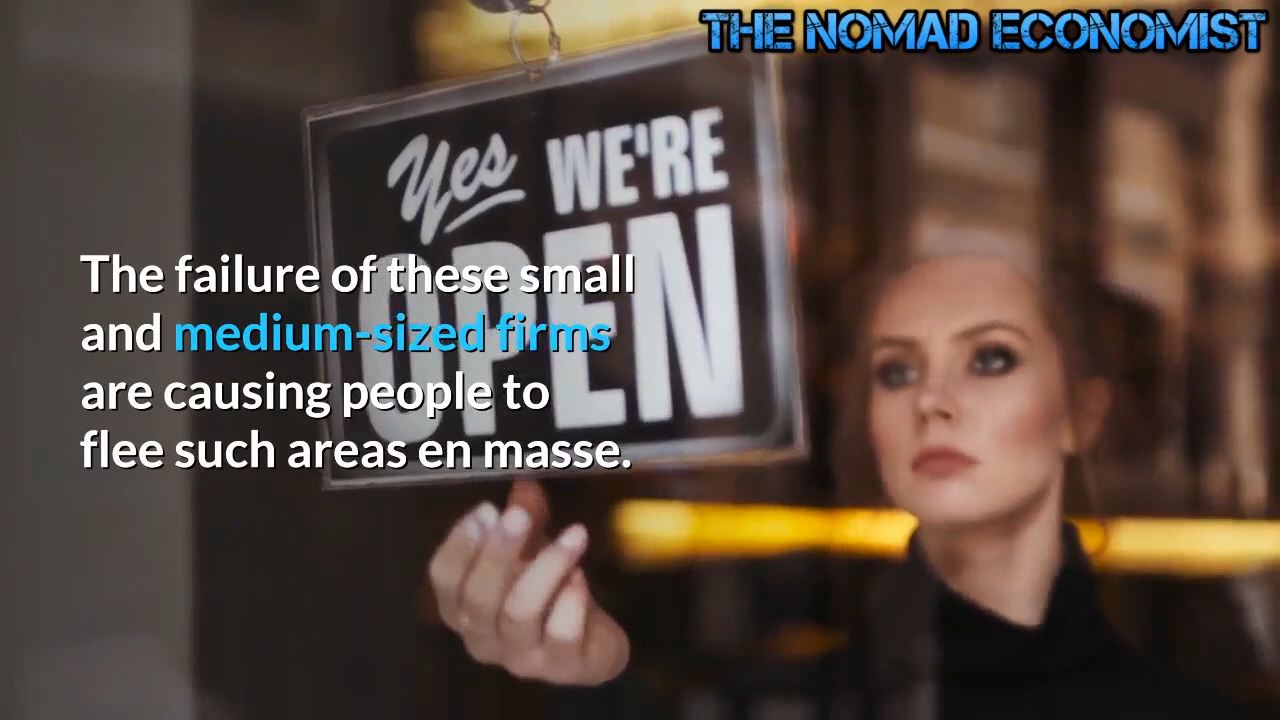 THE NOMAD ECONOMIST
Yes WE'RE
OPEN
The failure of these small
and medium-sized firms
are causing people to
flee such areas en masse.